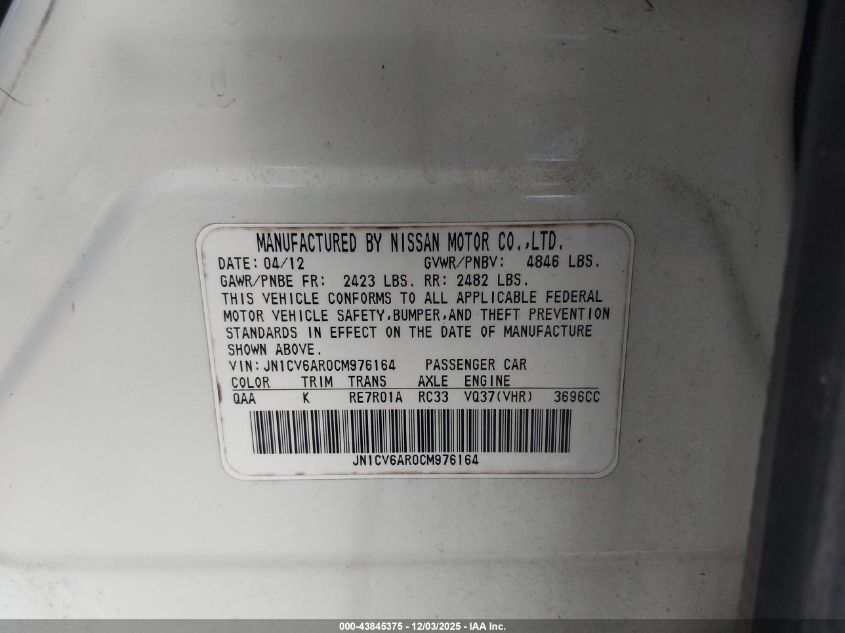 MANUFACTURED BY NISSAN MOTOR CO.,LTD.
DATE: 04/12 GVWR/PNBV: 4846 LBS.
GAWR/PNBE FR: 2423 LBS. RR: 2482 LBS.
THIS VEHICLE CONFORMS TO ALL APPLICABLE FEDERAL
MOTOR VEHICLE SAFETY,BUMPER,AND THEFT PREVENTION
STANDARDS IN EFFECT ON THE DATE OF MANUFACTURE
SHOWN ABOVE.
VIN: JN1CV6AR0CM976164 PASSENGER CAR
COLOR TRIM TRANS AXLE ENGINE
QAA K RE7R01A RC33 VQ37(VHR) 3696CC
JN1CV6AR0CM976164
000-43845375 - 12/03/2025 - IAA Inc.